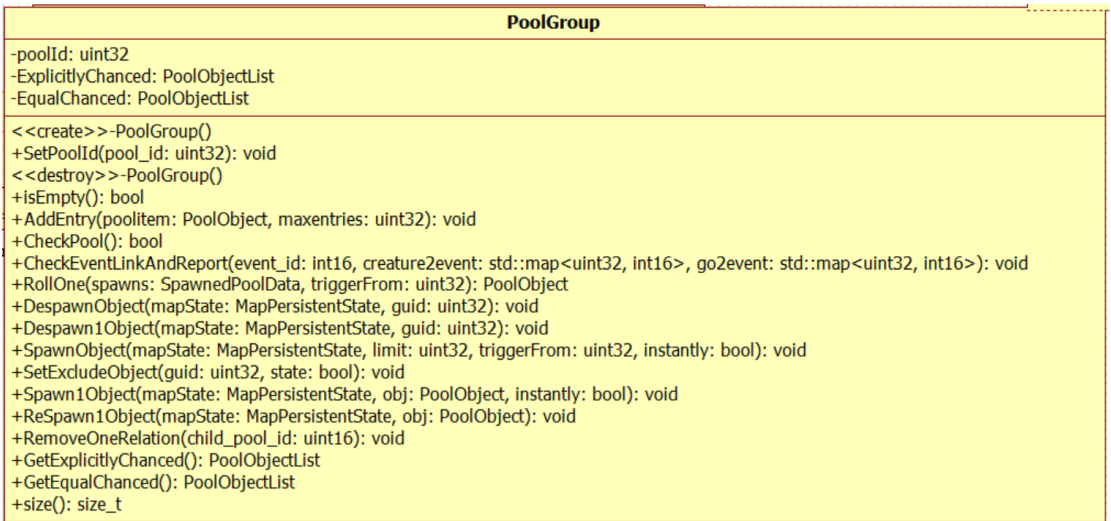 PoolGroup
-poolId: uint32
-ExplicitlyChanced: PoolObjectList
-EqualChanced: PoolObjectList
<<create>>-PoolGroup()
+SetPoolId(pool_id: uint32): void
<<destroy>>-PoolGroup()
+isEmpty(): bool
+AddEntry(poolitem: PoolObject, maxentries: uint32): void
+CheckPool(): bool
+CheckEventLinkAndReport(event_id: int16, creature2event: std::map<uint32, int16>, go2event: std::map<uint32, int16>): void
+RollOne(spawns: SpawnedPoolData, triggerFrom: uint32): PoolObject
+DespawnObject(mapState: MapPersistentState, guid: uint32): void
+Despawn1Object(mapState: MapPersistentState, guid: uint32): void
+SpawnObject(mapState: MapPersistentState, limit: uint32, triggerFrom: uint32, instantly: bool): void
+SetExcludeObject(guid: uint32, state: bool): void
+Spawn1Object(mapState: MapPersistentState, obj: PoolObject, instantly: bool): void
+ReSpawn1Object(mapState: MapPersistentState, obj: PoolObject): void
+RemoveOneRelation(child_pool_id: uint16): void
+GetExplicitlyChanced(): PoolObjectList
+GetEqualChanced(): PoolObjectList
+size(): size_t